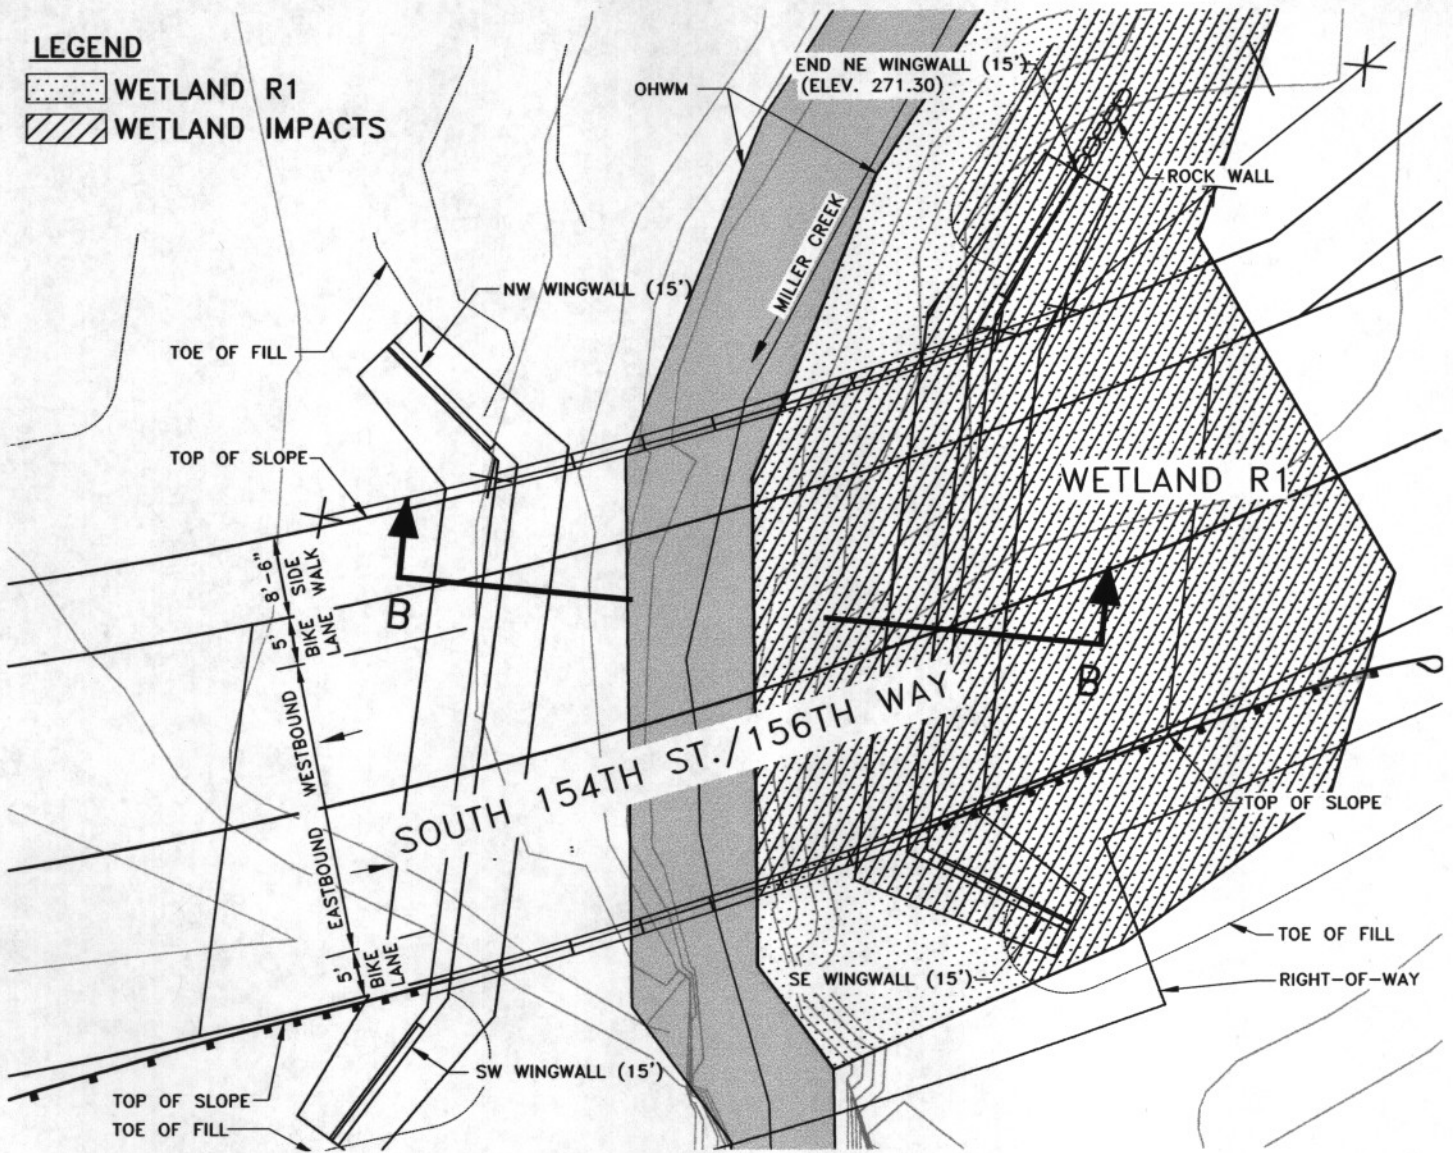 LEGEND
WETLAND R1
WETLAND IMPACTS
OHWM
END NE WINGWALL (15')
(ELEV. 271.30)
ROCK WALL
MILLER CREEK
NW WINGWALL (15')
TOE OF FILL
TOP OF SLOPE
WETLAND R1
8'-6"
SIDE
WALK
5'
BIKE
LANE
B
B
WESTBOUND
SOUTH 154TH ST./156TH WAY
EASTBOUND
TOP OF SLOPE
5'
BIKE
LANE
TOE OF FILL
SE WINGWALL (15')
RIGHT-OF-WAY
SW WINGWALL (15')
TOP OF SLOPE
TOE OF FILL